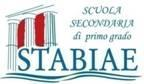 SCUOLA
SECONDARIA
di primo grado
STABIAE